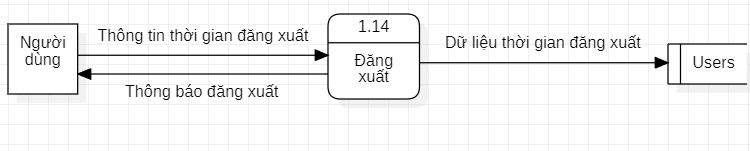 Người
dùng
Thông tin thời gian đăng xuất
Thông báo đăng xuất
1.14
Đăng
xuất
Dữ liệu thời gian đăng xuất
Users